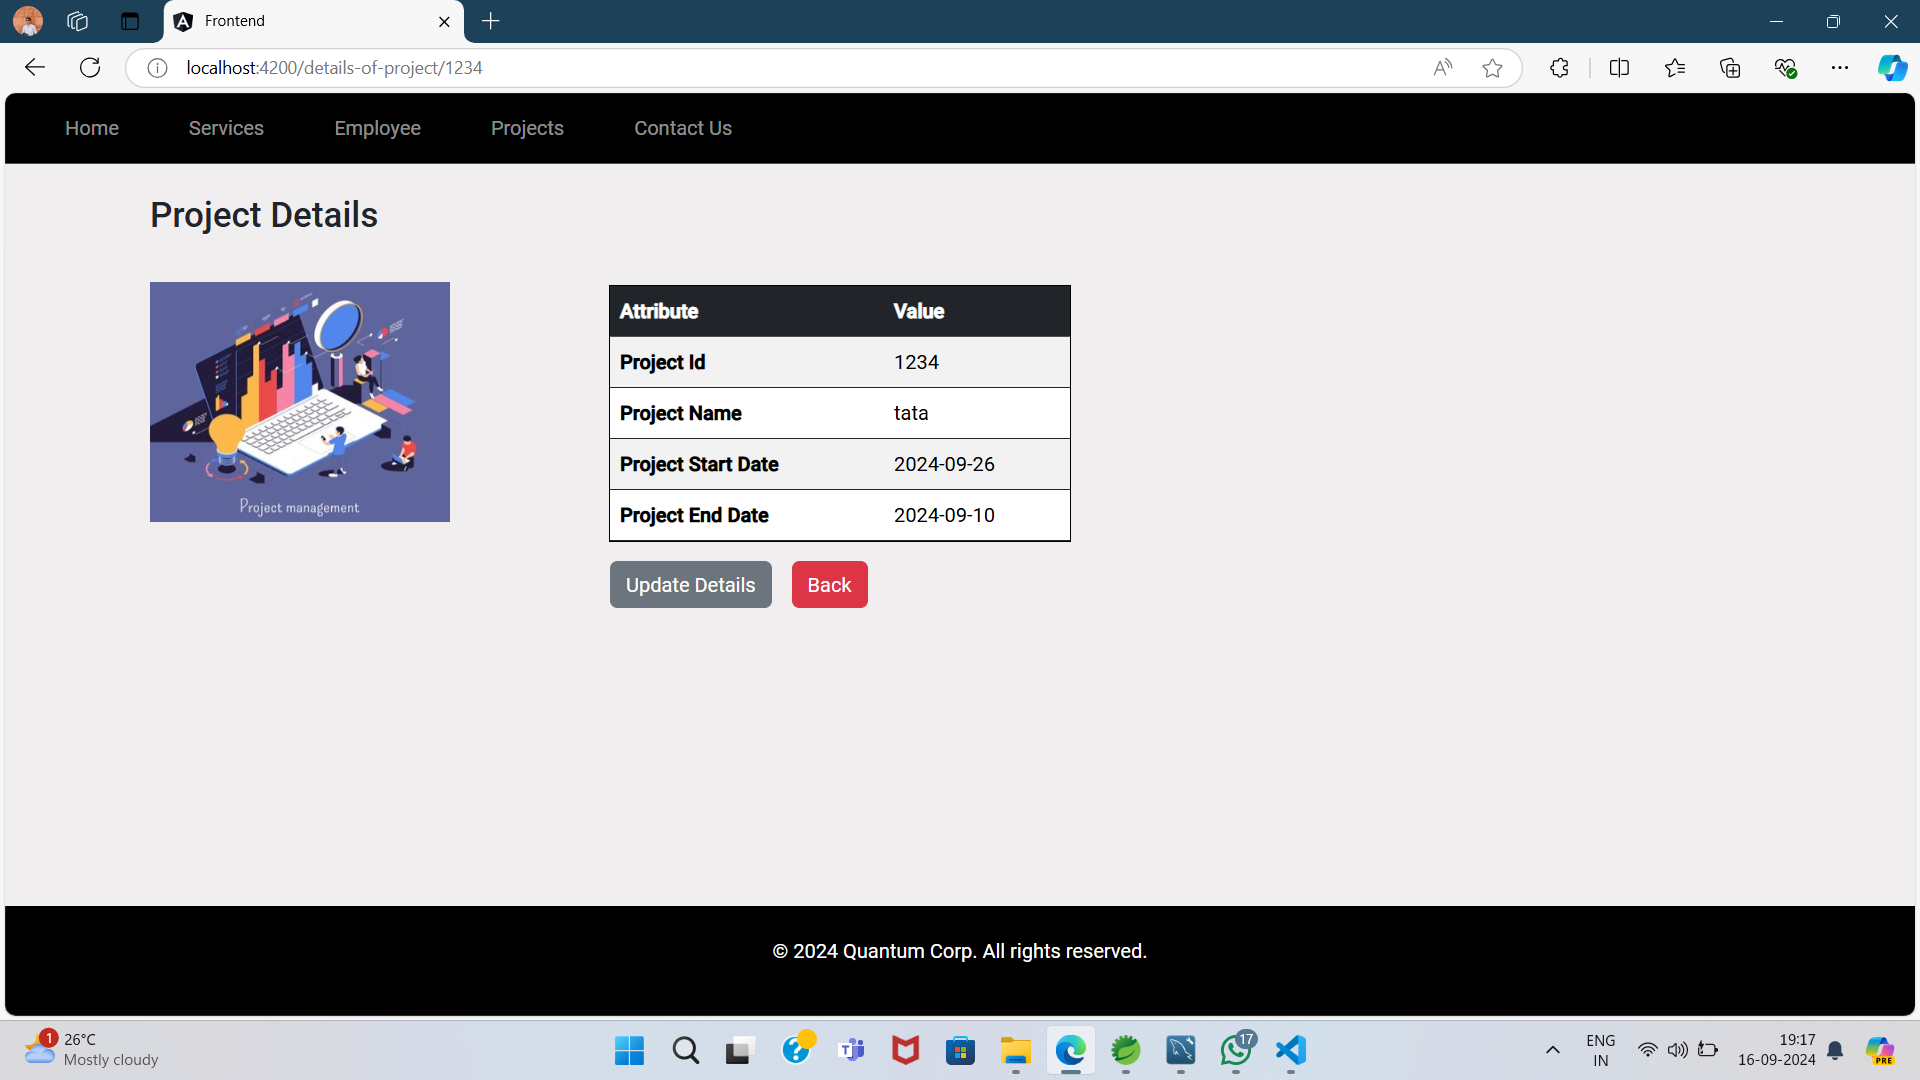 Frontend
localhost:4200/details-of-project/1234
Home Services Employee Projects Contact Us
Project Details
Project management
Attribute Value
Project Id 1234
Project Name tata
Project Start Date 2024-09-26
Project End Date 2024-09-10
Update Details Back
© 2024 Quantum Corp. All rights reserved.
1
26°C
Mostly cloudy
17
ENG
IN
19:17
16-09-2024
PRE